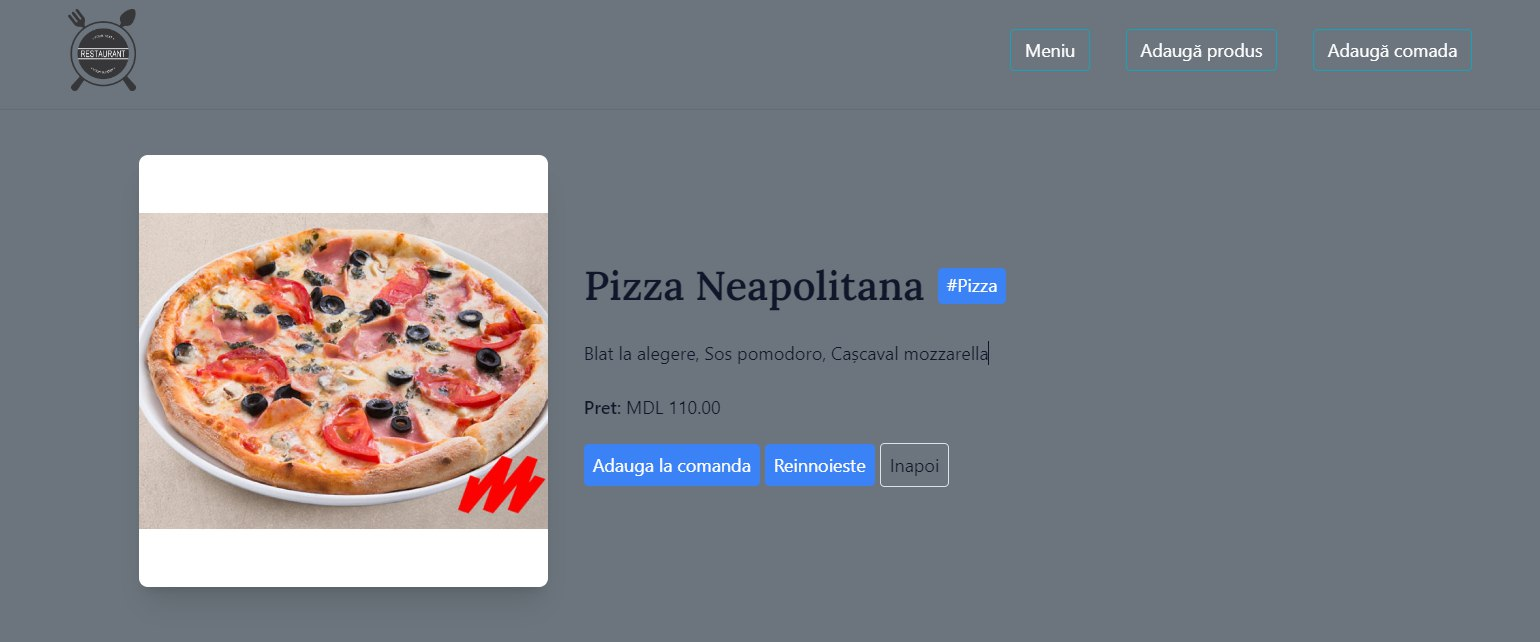 RESTAURANT
Meniu
Adaugă produs
Adaugă comada
Pizza Neapolitana #Pizza
Blat la alegere, Sos pomodoro, Cașcaval mozzarella
Pret: MDL 110.00
Adauga la comanda Reinnoieste Inapoi